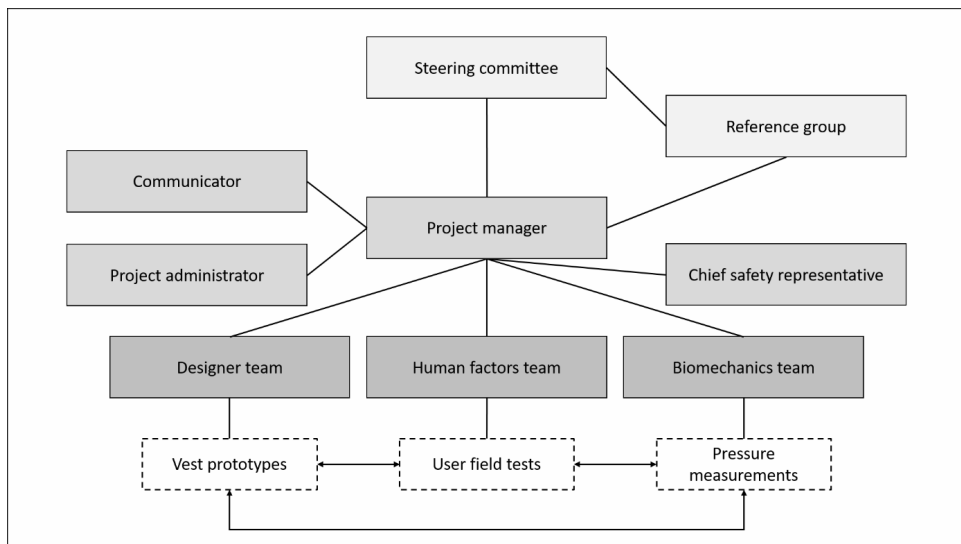 Steering committee
Reference group
Communicator
Project manager
Project administrator
Chief safety representative
Designer team
Human factors team
Biomechanics team
Vest prototypes
User field tests
Pressure
measurements